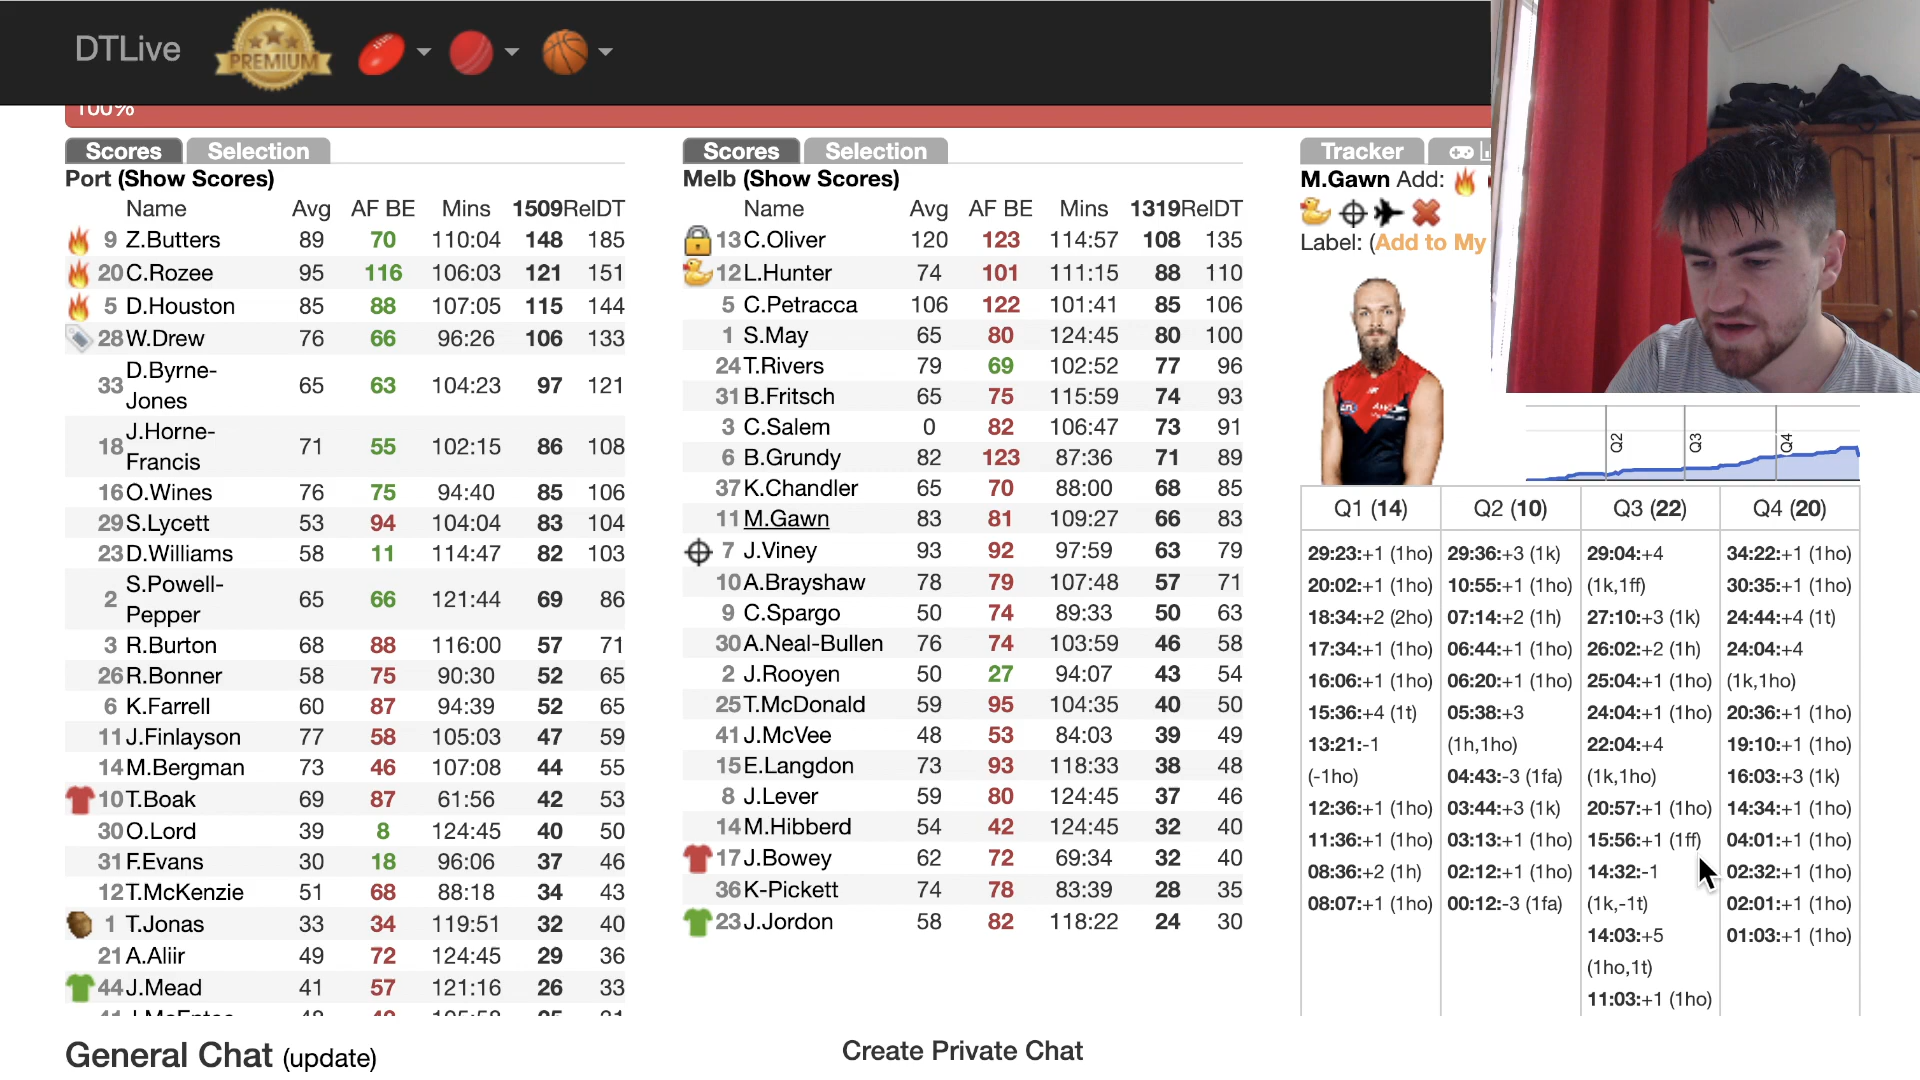 DTLive
PREMIUM
100%
Scores Selection
Port (Show Scores)
Name Avg AF BE Mins 1509 RelDT
9 Z.Butters 89 70 110:04 148 185
20 C.Rozee 95 116 106:03 121 151
5 D.Houston 85 88 107:05 115 144
28 W.Drew 76 66 96:26 106 133
33 D.Byrne-Jones 65 63 104:23 97 121
18 J.Horne-Francis 71 55 102:15 86 108
16 O.Wines 76 75 94:40 85 106
29 S.Lycett 53 94 104:04 83 104
23 D.Williams 58 11 114:47 82 103
2 S.Powell-Pepper 65 66 121:44 69 86
3 R.Burton 68 88 116:00 57 71
26 R.Bonner 58 75 90:30 52 65
6 K.Farrell 60 87 94:39 52 65
11 J.Finlayson 77 58 105:03 47 59
14 M.Bergman 73 46 107:08 44 55
10 T.Boak 69 87 61:56 42 53
30 O.Lord 39 8 124:45 40 50
31 F.Evans 30 18 96:06 37 46
12 T.McKenzie 51 68 88:18 34 43
1 T.Jonas 33 34 119:51 32 40
21 A.Aliir 49 72 124:45 29 36
44 J.Mead 41 57 121:16 26 33
Scores Selection
Melb (Show Scores)
Name Avg AF BE Mins 1319 RelDT
13 C.Oliver 120 123 114:57 108 135
12 L.Hunter 74 101 111:15 88 110
5 C.Petracca 106 122 101:41 85 106
1 S.May 65 80 124:45 80 100
24 T.Rivers 79 69 102:52 77 96
31 B.Fritsch 65 75 115:59 74 93
3 C.Salem 0 82 106:47 73 91
6 B.Grundy 82 123 87:36 71 89
37 K.Chandler 65 70 88:00 68 85
11 M.Gawn 83 81 109:27 66 83
7 J.Viney 93 92 97:59 63 79
10 A.Brayshaw 78 79 107:48 57 71
9 C.Spargo 50 74 89:33 50 63
30 A.Neal-Bullen 76 74 103:59 46 58
2 J.Rooyen 50 27 94:07 43 54
25 T.McDonald 59 95 104:35 40 50
41 J.McVee 48 53 84:03 39 49
15 E.Langdon 73 93 118:33 38 48
8 J.Lever 59 80 124:45 37 46
14 M.Hibberd 54 42 124:45 32 40
17 J.Bowey 62 72 69:34 32 40
36 K-Pickett 74 78 83:39 28 35
23 J.Jordon 58 82 118:22 24 30
Tracker
M.Gawn Add:
Label: (Add to My
Q2 Q3 Q4
Q1 (14)
29:23:+1 (1ho)
20:02:+1 (1ho)
18:34:+2 (2ho)
17:34:+1 (1ho)
16:06:+1 (1ho)
15:36:+4 (1t)
13:21:-1
(-1ho)
12:36:+1 (1ho)
11:36:+1 (1ho)
08:36:+2 (1h)
08:07:+1 (1ho)
Q2 (10)
29:36:+3 (1k)
10:55:+1 (1ho)
07:14:+2 (1h)
06:44:+1 (1ho)
06:20:+1 (1ho)
05:38:+3
(1h,1ho)
04:43:-3 (1fa)
03:44:+3 (1k)
03:13:+1 (1ho)
02:12:+1 (1ho)
00:12:-3 (1fa)
Q3 (22)
29:04:+4
(1k,1ff)
27:10:+3 (1k)
26:02:+2 (1h)
25:04:+1 (1ho)
24:04:+1 (1ho)
22:04:+4
(1k,1ho)
20:57:+1 (1ho)
15:56:+1 (1ff)
14:32:-1
(1k,-1t)
14:03:+5
(1ho,1t)
11:03:+1 (1ho)
Q4 (20)
34:22:+1 (1ho)
30:35:+1 (1ho)
24:44:+4 (1t)
24:04:+4
(1k,1ho)
20:36:+1 (1ho)
19:10:+1 (1ho)
16:03:+3 (1k)
14:34:+1 (1ho)
04:01:+1 (1ho)
02:32:+1 (1ho)
02:01:+1 (1ho)
01:03:+1 (1ho)
General Chat (update)
Create Private Chat